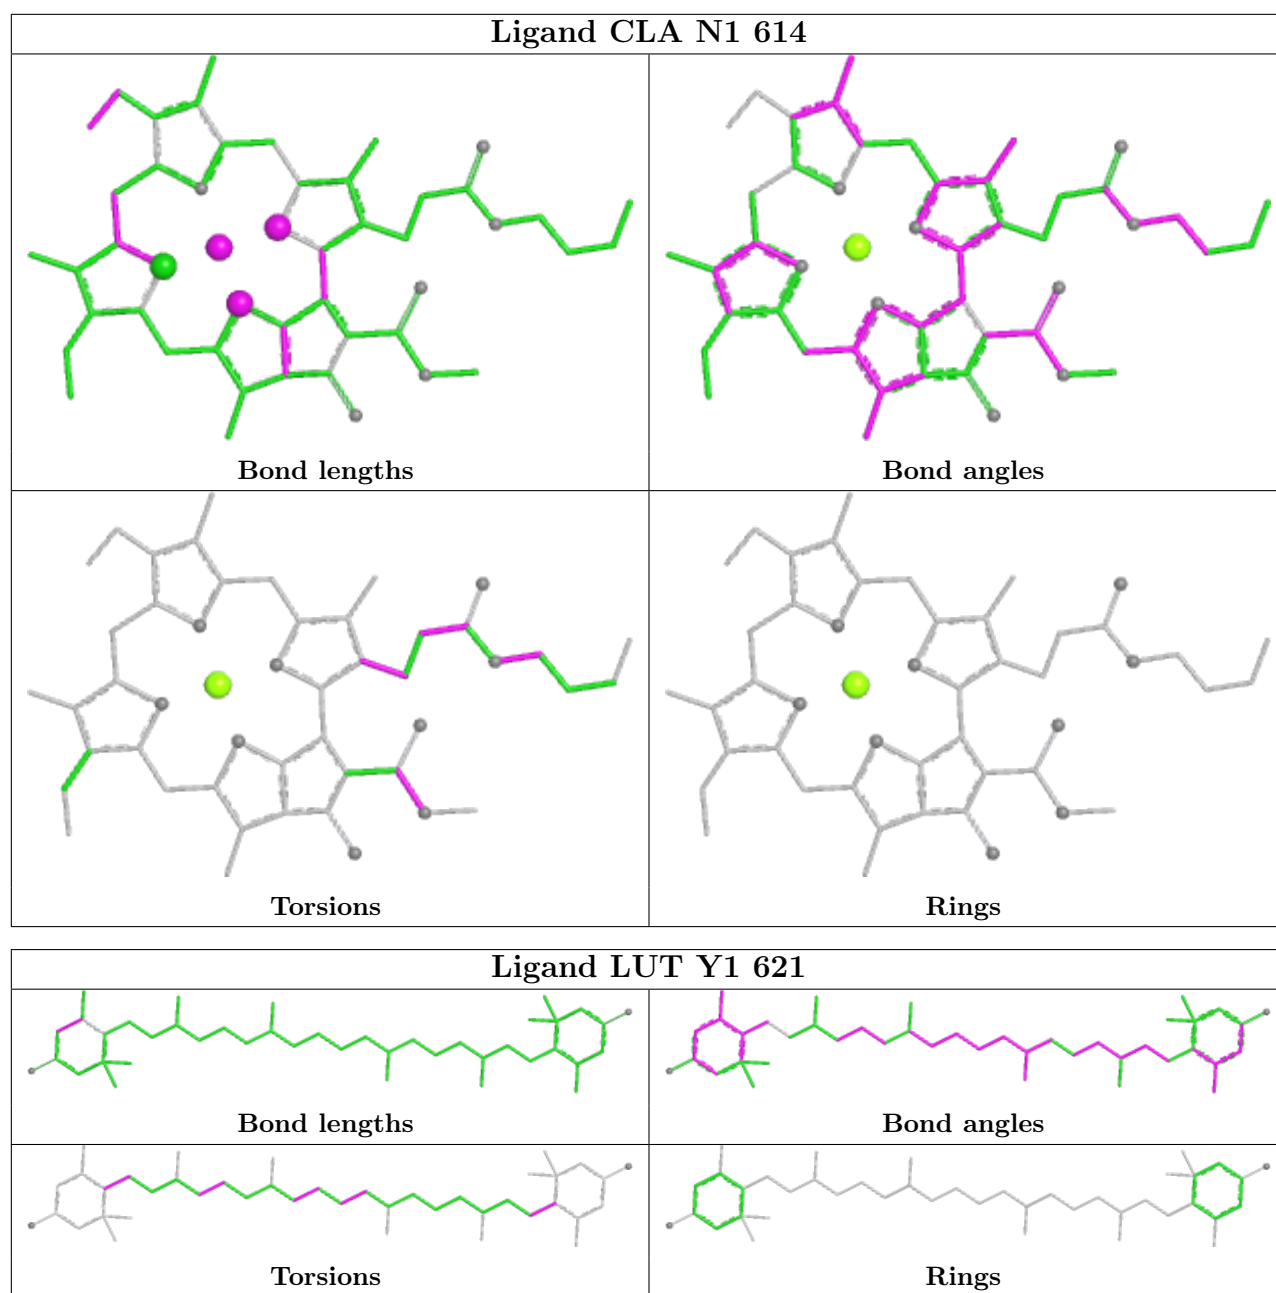 Ligand CLA N1 614
Bond lengths
Bond angles
Torsions
Rings
Ligand LUT Y1 621
Bond lengths
Bond angles
Torsions
Rings